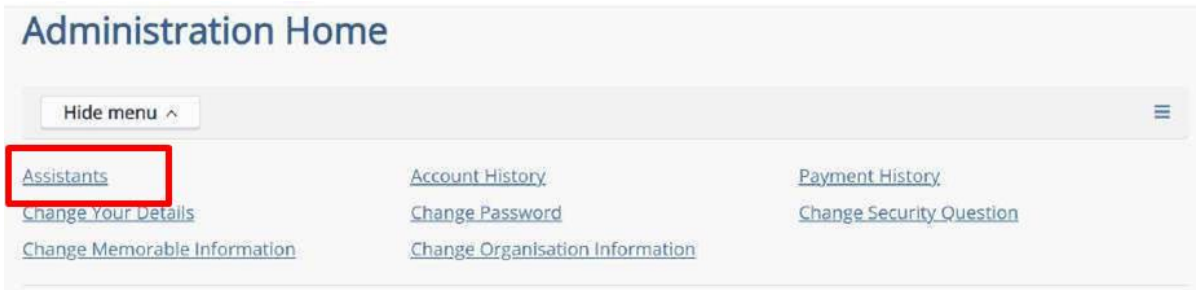 Administration Home
Hide menu ^
Assistants Account History Payment History
Change Your Details Change Password Change Security Question
Change Memorable Information Change Organisation Information